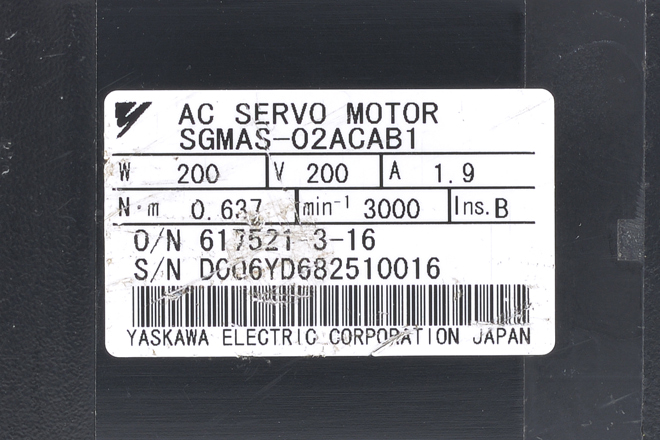 AC SERVO MOTOR
SGMAS-02ACAB1
W 200 V 200 A 1.9
N·m 0.637 min-1 3000 Ins. B
O/N 617521-3-16
S/N D006YD682510016
YASKAWA ELECTRIC CORPORATION JAPAN